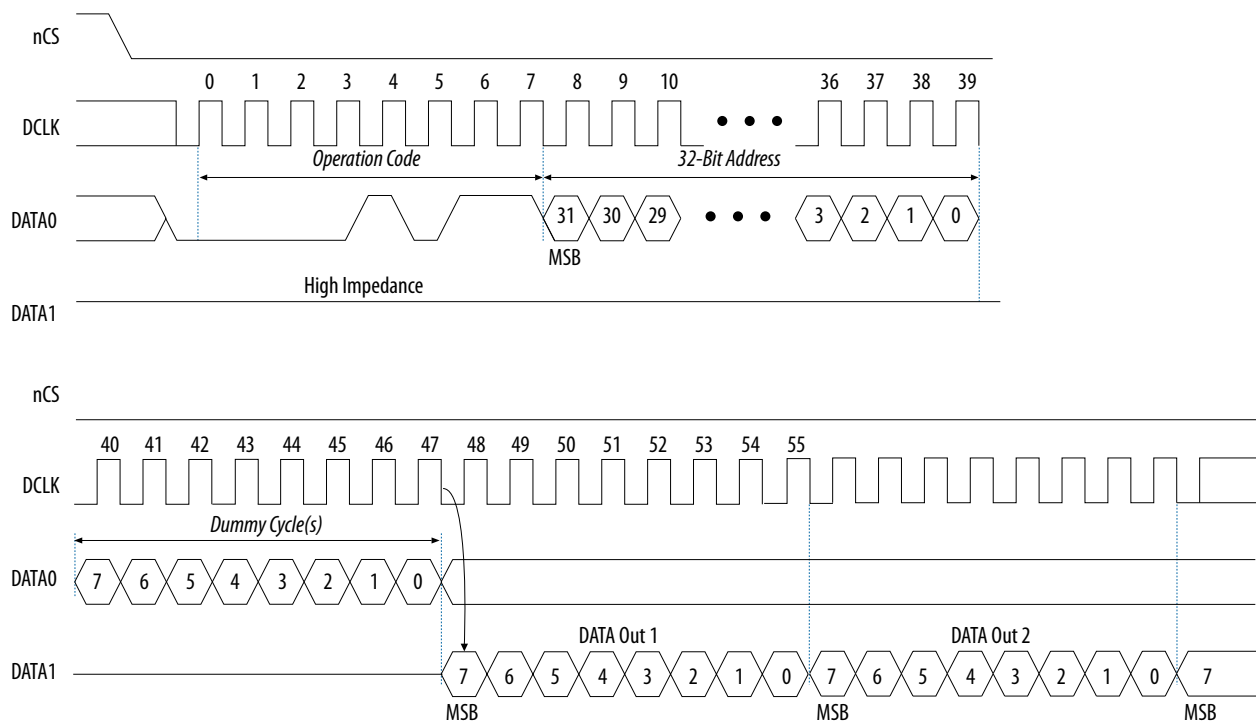 nCS
0 1 2 3 4 5 6 7 8 9 10 36 37 38 39
DCLK
Operation Code 32-Bit Address
DATA0 31 30 29 3 2 1 0
MSB
High Impedance
DATA1
nCS
40 41 42 43 44 45 46 47 48 49 50 51 52 53 54 55
DCLK
Dummy Cycle(s)
DATA0 7 6 5 4 3 2 1 0
DATA Out 1 DATA Out 2
DATA1 7 6 5 4 3 2 1 0 7 6 5 4 3 2 1 0 7
MSB MSB MSB